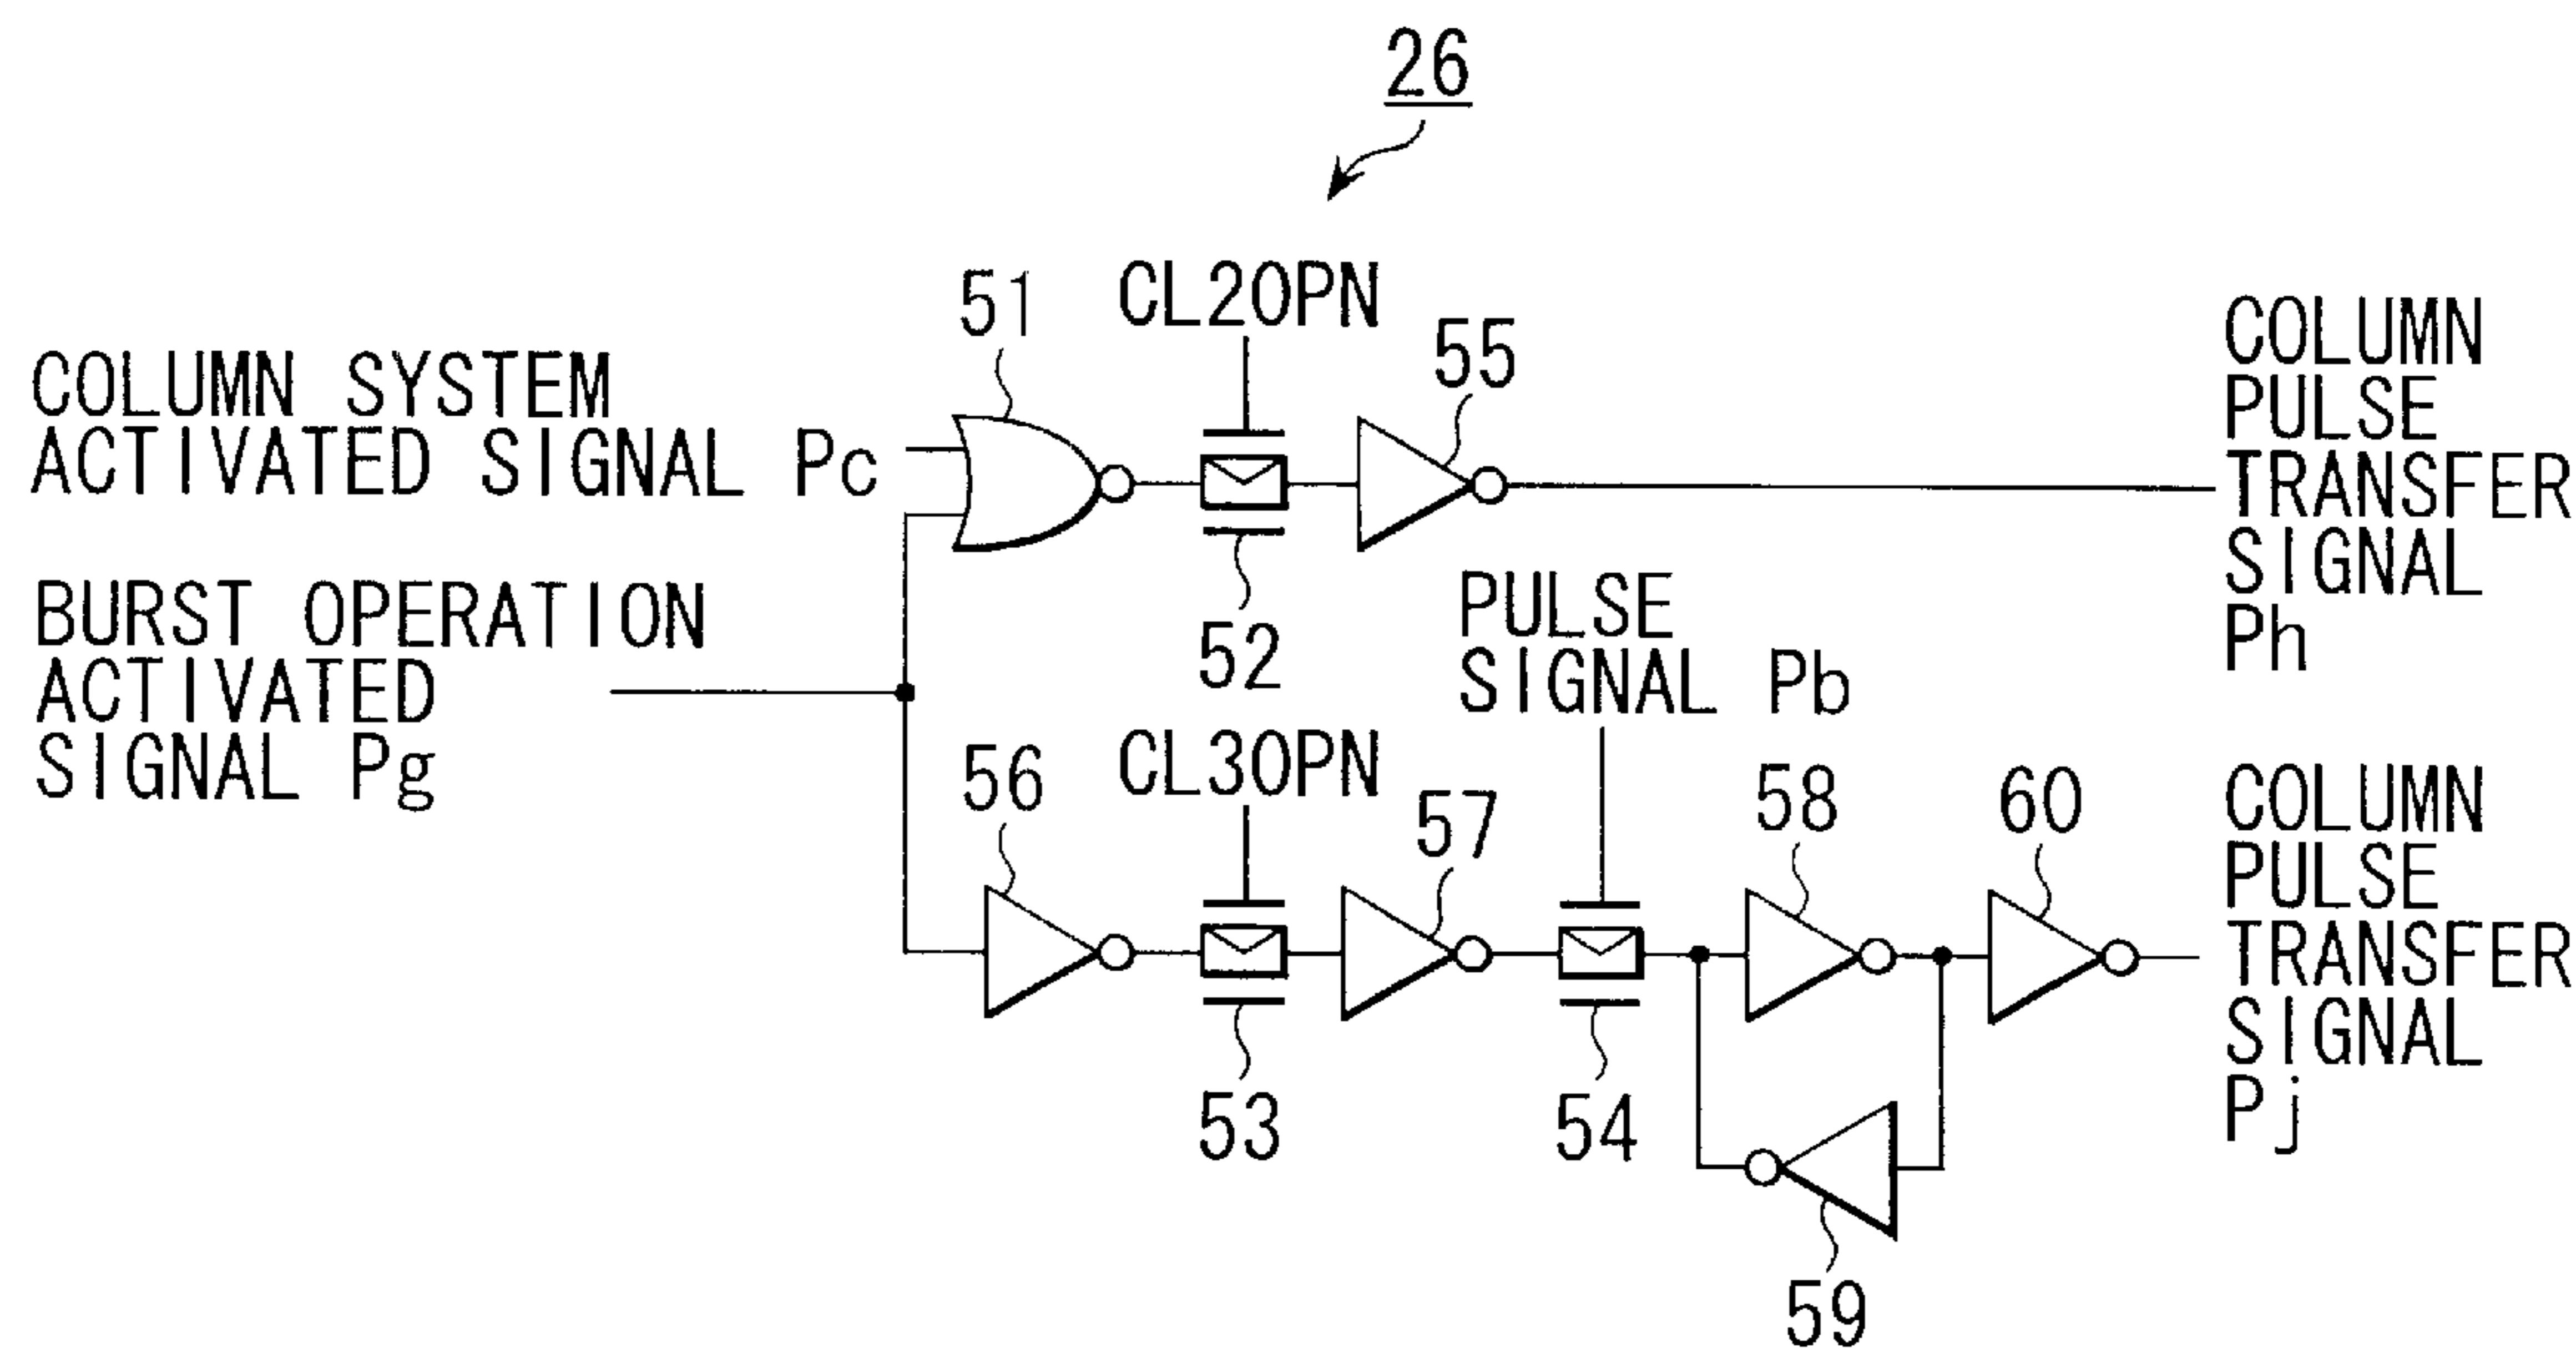 26
CL2OPN
51
55
COLUMN SYSTEM
ACTIVATED SIGNAL Pc
COLUMN
PULSE
TRANSFER
SIGNAL
Ph
52
BURST OPERATION
ACTIVATED
SIGNAL Pg
PULSE
SIGNAL Pb
56
CL3OPN
57
58
60
COLUMN
PULSE
TRANSFER
SIGNAL
Pj
53
54
59